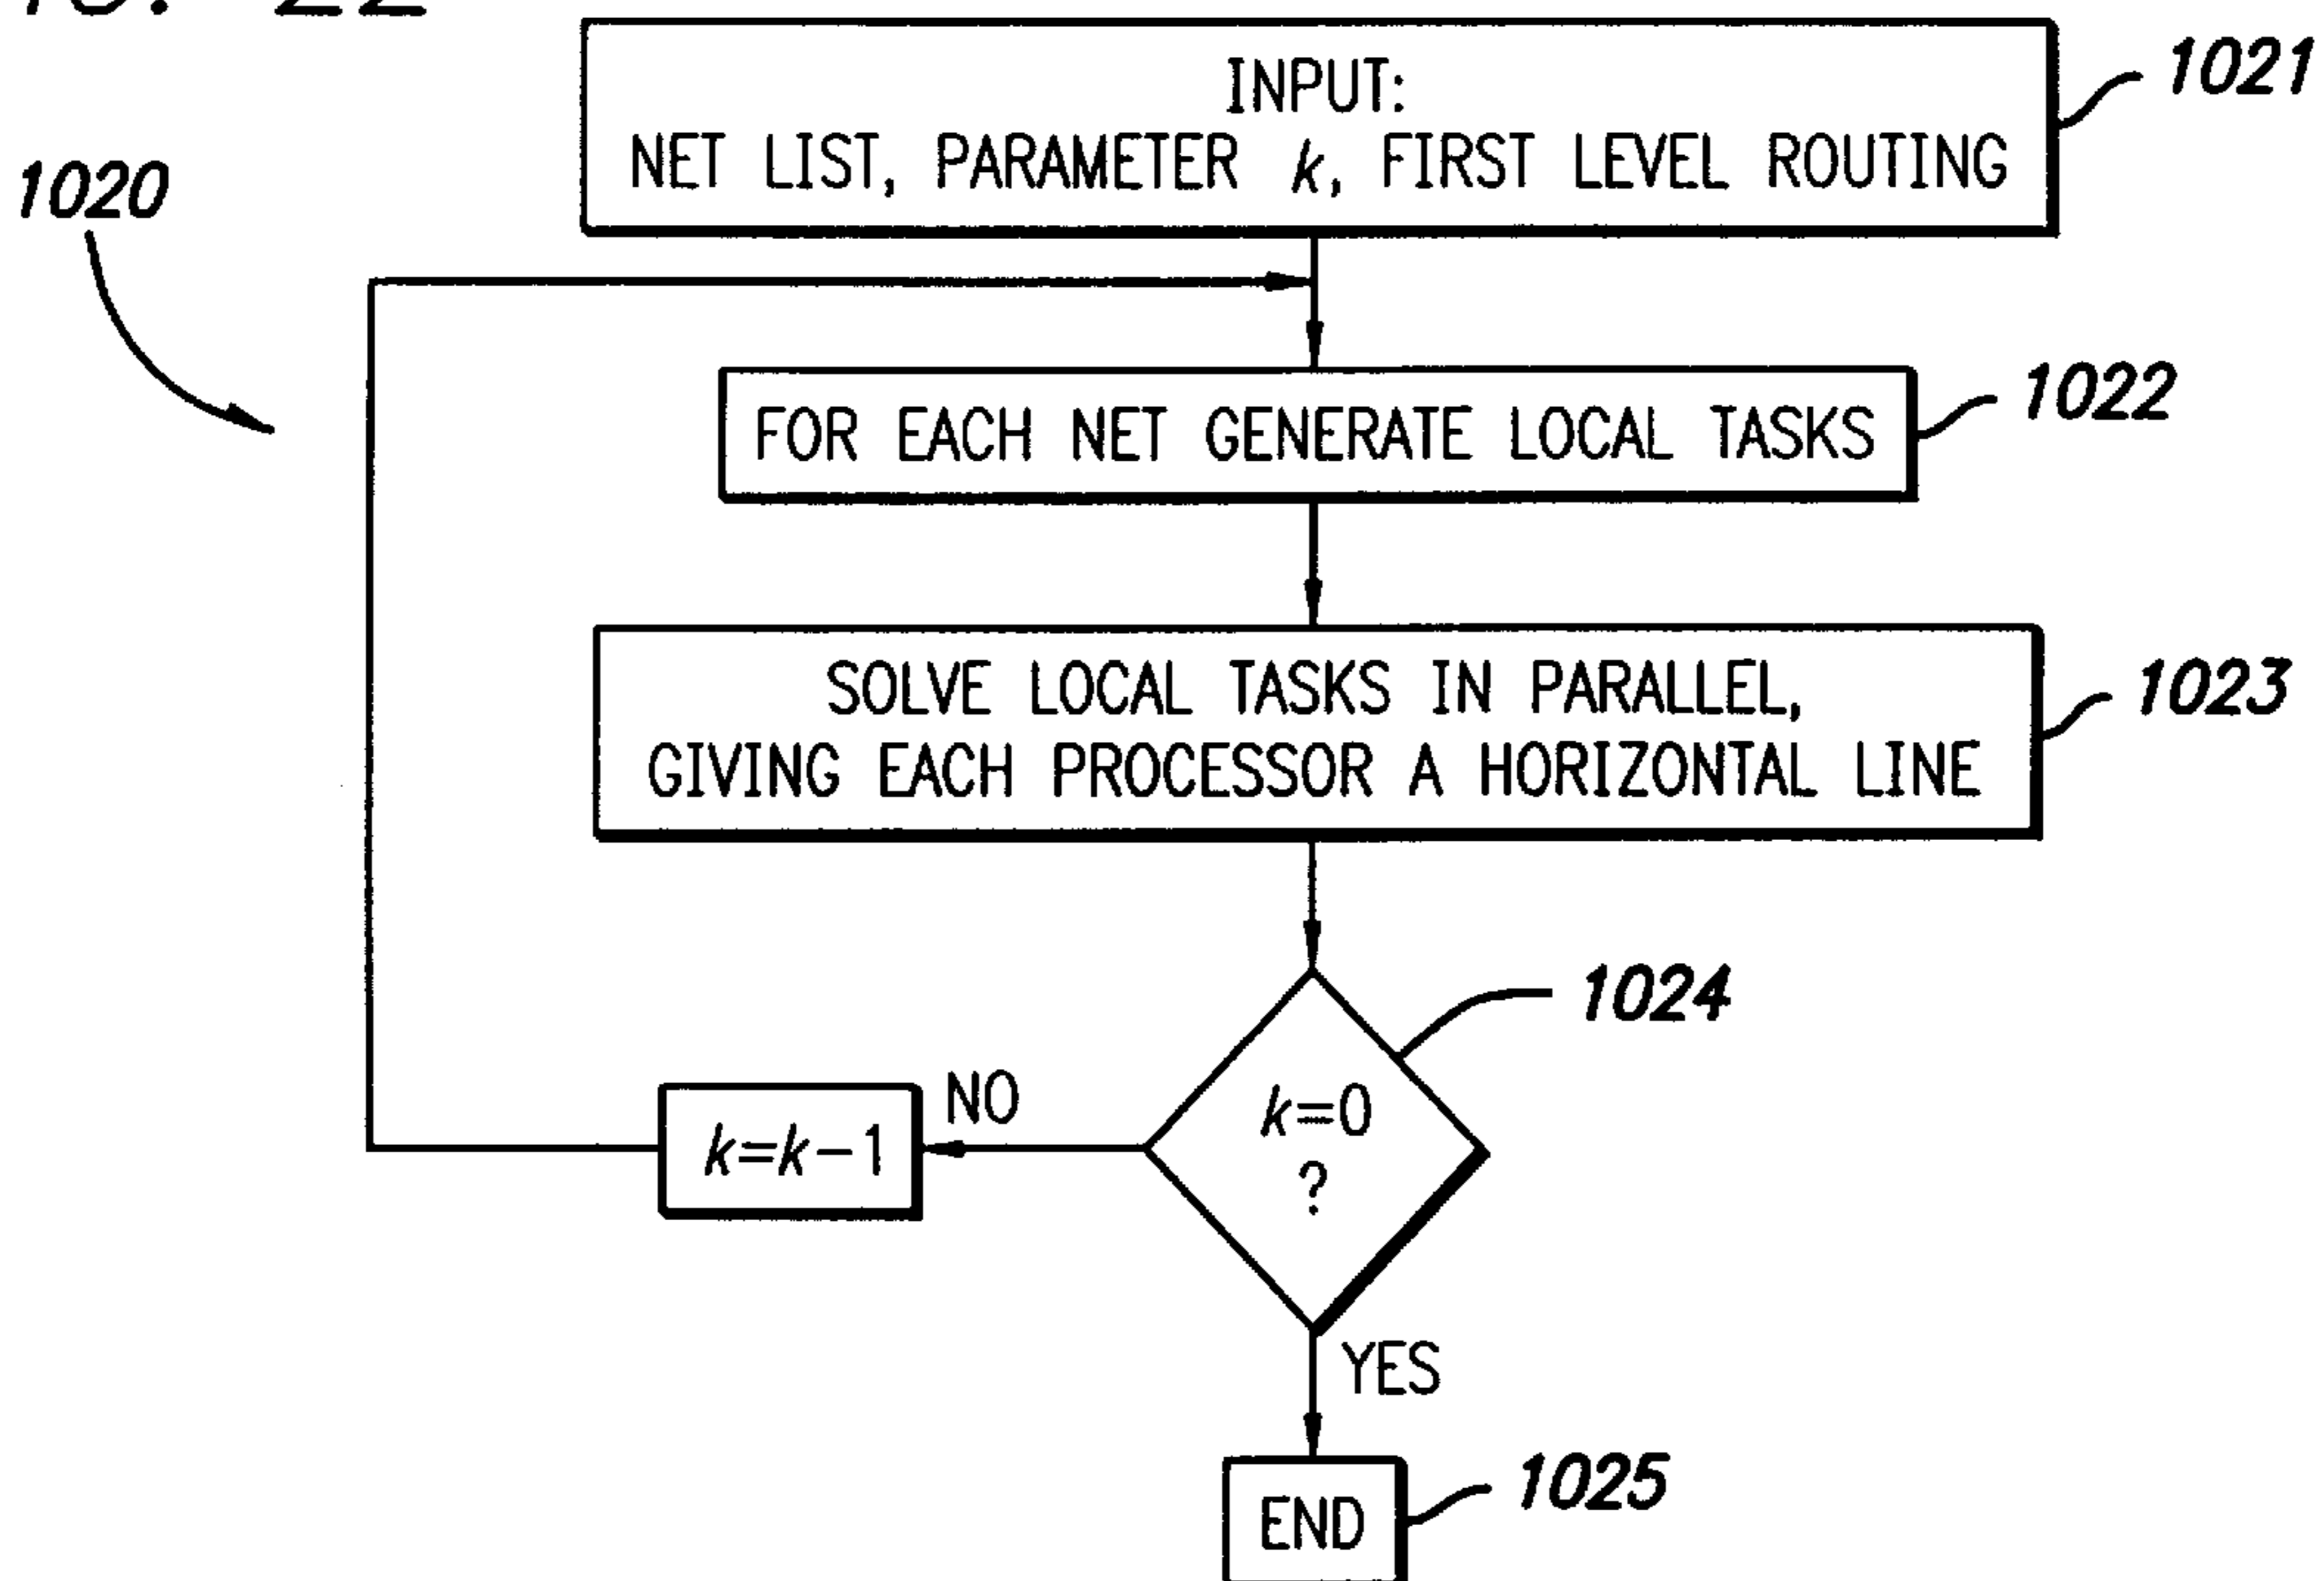 22
INPUT:
1021
NET LIST, PARAMETER k, FIRST LEVEL ROUTING
1020
FOR EACH NET GENERATE LOCAL TASKS
1022
SOLVE LOCAL TASKS IN PARALLEL,
GIVING EACH PROCESSOR A HORIZONTAL LINE
1023
1024
k=0
?
NO
k=k-1
YES
END
1025